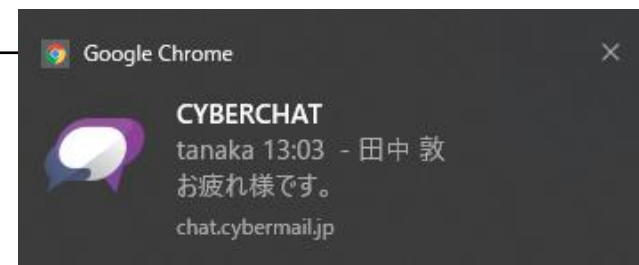 Google Chrome
CYBERCHAT
tanaka 13:03 - 田中 敦
お疲れ様です。
chat.cybermail.jp